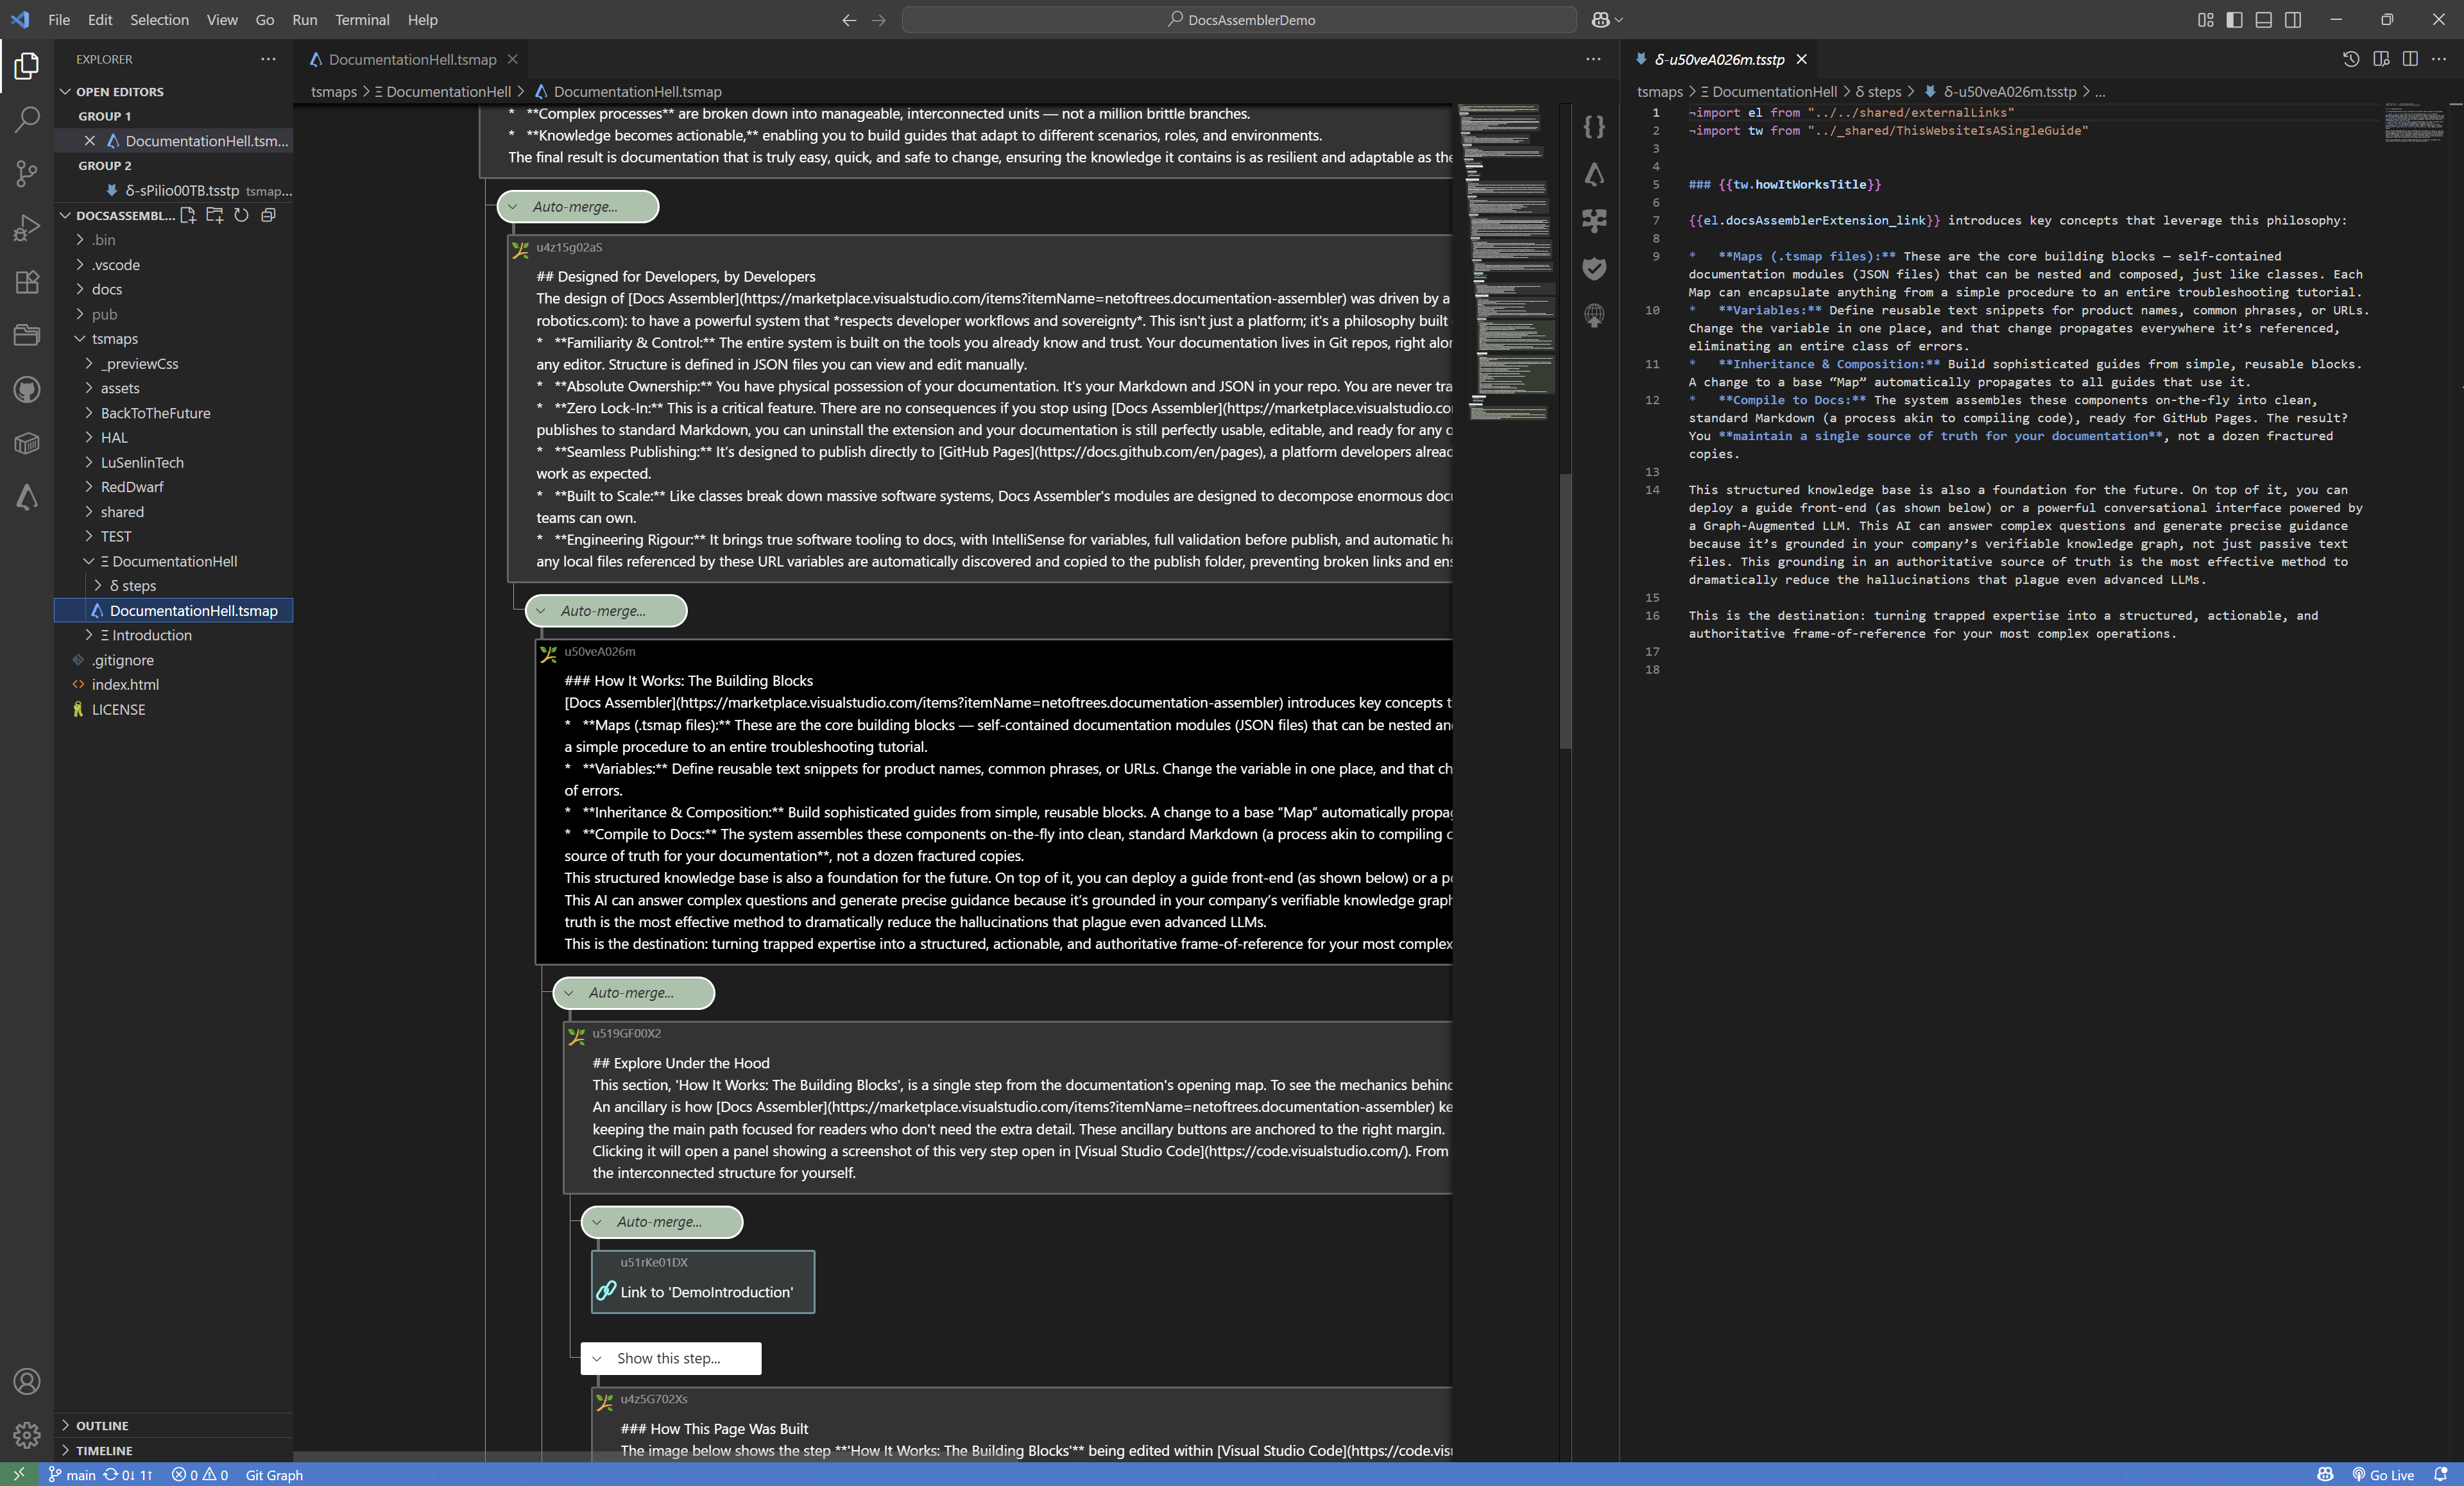 File Edit Selection View Go Run Terminal Help
DocsAssemblerDemo
EXPLORER
OPEN EDITORS
GROUP 1
DocumentationHell.tsm...
GROUP 2
δ-sPilio00TB.tsstp tsmap...
DOCSASSEMBL...
.bin
.vscode
docs
pub
tsmaps
_previewCss
assets
BackToTheFuture
HAL
LuSenlinTech
RedDwarf
shared
TEST
Ξ DocumentationHell
δ steps
DocumentationHell.tsmap
Ξ Introduction
.gitignore
index.html
LICENSE
OUTLINE
TIMELINE
DocumentationHell.tsmap
tsmaps > Ξ DocumentationHell > DocumentationHell.tsmap
* **Complex processes** are broken down into manageable, interconnected units — not a million brittle branches.
* **Knowledge becomes actionable,** enabling you to build guides that adapt to different scenarios, roles, and environments.
The final result is documentation that is truly easy, quick, and safe to change, ensuring the knowledge it contains is as resilient and adaptable as the
Auto-merge...
u4z15g02aS
## Designed for Developers, by Developers
The design of [Docs Assembler](https://marketplace.visualstudio.com/items?itemName=netoftrees.documentation-assembler) was driven by a
robotics.com): to have a powerful system that *respects developer workflows and sovereignty*. This isn't just a platform; it's a philosophy built
* **Familiarity & Control:** The entire system is built on the tools you already know and trust. Your documentation lives in Git repos, right alon
any editor. Structure is defined in JSON files you can view and edit manually.
* **Absolute Ownership:** You have physical possession of your documentation. It's your Markdown and JSON in your repo. You are never tra
* **Zero Lock-In:** This is a critical feature. There are no consequences if you stop using [Docs Assembler](https://marketplace.visualstudio.co
publishes to standard Markdown, you can uninstall the extension and your documentation is still perfectly usable, editable, and ready for any o
* **Seamless Publishing:** It's designed to publish directly to [GitHub Pages](https://docs.github.com/en/pages), a platform developers alread
work as expected.
* **Built to Scale:** Like classes break down massive software systems, Docs Assembler's modules are designed to decompose enormous docu
teams can own.
* **Engineering Rigour:** It brings true software tooling to docs, with IntelliSense for variables, full validation before publish, and automatic ha
any local files referenced by these URL variables are automatically discovered and copied to the publish folder, preventing broken links and ens
Auto-merge...
u50veA026m
### How It Works: The Building Blocks
[Docs Assembler](https://marketplace.visualstudio.com/items?itemName=netoftrees.documentation-assembler) introduces key concepts t
* **Maps (.tsmap files):** These are the core building blocks — self-contained documentation modules (JSON files) that can be nested an
a simple procedure to an entire troubleshooting tutorial.
* **Variables:** Define reusable text snippets for product names, common phrases, or URLs. Change the variable in one place, and that ch
of errors.
* **Inheritance & Composition:** Build sophisticated guides from simple, reusable blocks. A change to a base “Map” automatically propag
* **Compile to Docs:** The system assembles these components on-the-fly into clean, standard Markdown (a process akin to compiling c
source of truth for your documentation**, not a dozen fractured copies.
This structured knowledge base is also a foundation for the future. On top of it, you can deploy a guide front-end (as shown below) or a po
This AI can answer complex questions and generate precise guidance because it’s grounded in your company’s verifiable knowledge graph
truth is the most effective method to dramatically reduce the hallucinations that plague even advanced LLMs.
This is the destination: turning trapped expertise into a structured, actionable, and authoritative frame-of-reference for your most complex
Auto-merge...
u519GF00X2
## Explore Under the Hood
This section, 'How It Works: The Building Blocks', is a single step from the documentation's opening map. To see the mechanics behind
An ancillary is how [Docs Assembler](https://marketplace.visualstudio.com/items?itemName=netoftrees.documentation-assembler) ke
keeping the main path focused for readers who don't need the extra detail. These ancillary buttons are anchored to the right margin.
Clicking it will open a panel showing a screenshot of this very step open in [Visual Studio Code](https://code.visualstudio.com/). From
the interconnected structure for yourself.
Auto-merge...
u51rKe01DX
Link to 'DemoIntroduction'
Show this step...
u4z5G702Xs
### How This Page Was Built
The image below shows the step **'How It Works: The Building Blocks'** being edited within [Visual Studio Code](https://code.visu
δ-u50veA026m.tsstp
tsmaps > Ξ DocumentationHell > δ steps > δ-u50veA026m.tsstp > ...
1 ¬import el from "../../shared/externalLinks"
2 ¬import tw from "../_shared/ThisWebsiteIsASingleGuide"
3
4
5 ### {{tw.howItWorksTitle}}
6
7 {{el.docsAssemblerExtension_link}} introduces key concepts that leverage this philosophy:
8
9 * **Maps (.tsmap files):** These are the core building blocks — self-contained
documentation modules (JSON files) that can be nested and composed, just like classes. Each
Map can encapsulate anything from a simple procedure to an entire troubleshooting tutorial.
10 * **Variables:** Define reusable text snippets for product names, common phrases, or URLs.
Change the variable in one place, and that change propagates everywhere it’s referenced,
eliminating an entire class of errors.
11 * **Inheritance & Composition:** Build sophisticated guides from simple, reusable blocks.
A change to a base “Map” automatically propagates to all guides that use it.
12 * **Compile to Docs:** The system assembles these components on-the-fly into clean,
standard Markdown (a process akin to compiling code), ready for GitHub Pages. The result?
You **maintain a single source of truth for your documentation**, not a dozen fractured
copies.
13
14 This structured knowledge base is also a foundation for the future. On top of it, you can
deploy a guide front-end (as shown below) or a powerful conversational interface powered by
a Graph-Augmented LLM. This AI can answer complex questions and generate precise guidance
because it’s grounded in your company’s verifiable knowledge graph, not just passive text
files. This grounding in an authoritative source of truth is the most effective method to
dramatically reduce the hallucinations that plague even advanced LLMs.
15
16 This is the destination: turning trapped expertise into a structured, actionable, and
authoritative frame-of-reference for your most complex operations.
17
18
main 0↓ 1↑ 0 0 Git Graph
Go Live